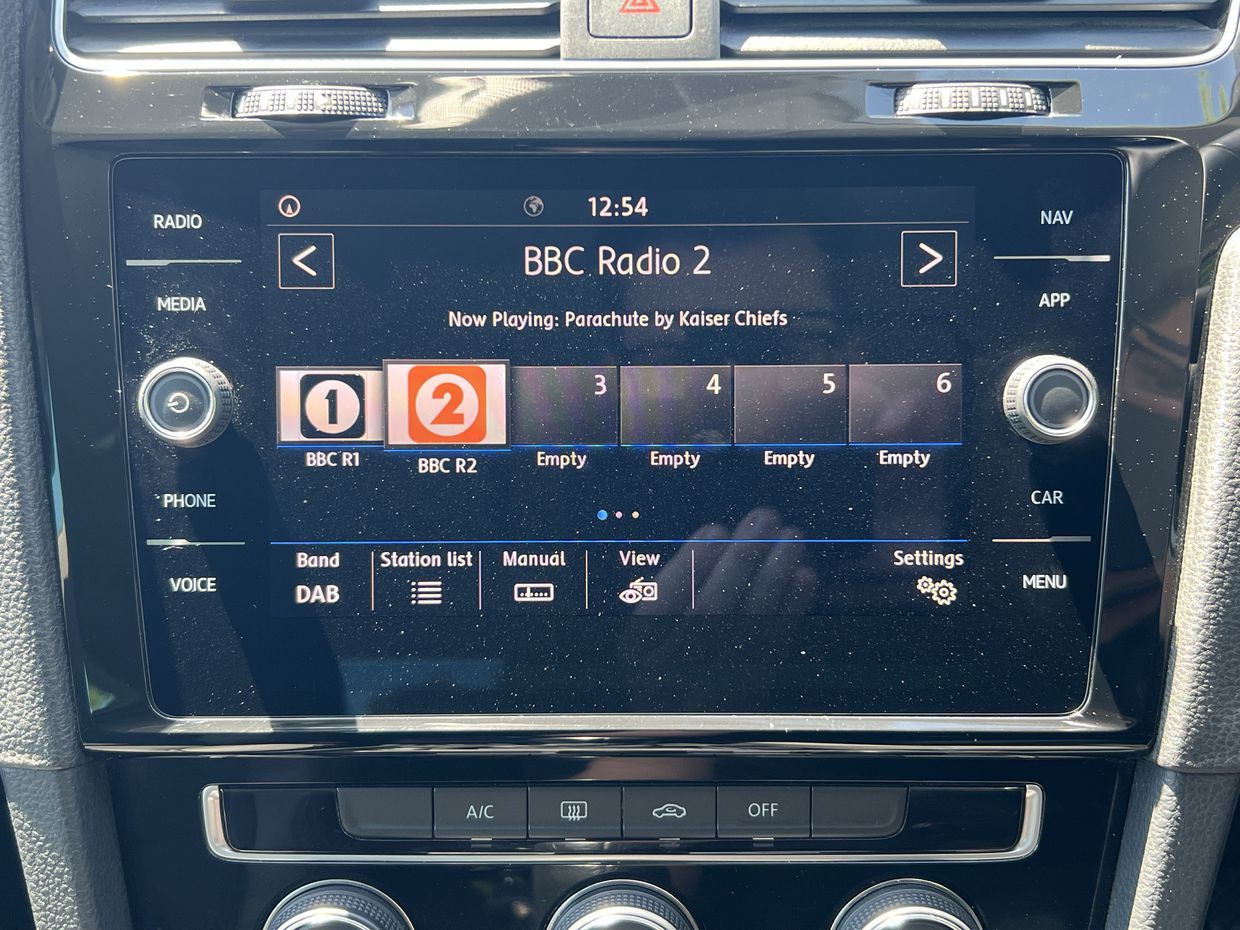 12:54
RADIO
NAV
< BBC Radio 2 >
MEDIA
APP
Now Playing: Parachute by Kaiser Chiefs
1
2
3
4
5
6
BBC R1
BBC R2
Empty
Empty
Empty
Empty
PHONE
CAR
Band
Station list
Manual
View
Settings
DAB
VOICE
MENU
A/C
OFF